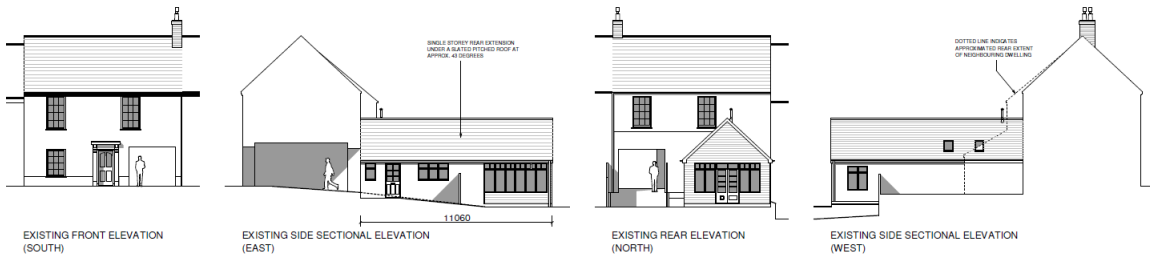 SINGLE STOREY REAR EXTENSION
UNDER A SLATED PITCHED ROOF AT
APPROX. 43 DEGREES
DOTTED LINE INDICATES
APPROXIMATED REAR EXTENT
OF NEIGHBOURING DWELLING
11060
EXISTING FRONT ELEVATION
(SOUTH)
EXISTING SIDE SECTIONAL ELEVATION
(EAST)
EXISTING REAR ELEVATION
(NORTH)
EXISTING SIDE SECTIONAL ELEVATION
(WEST)